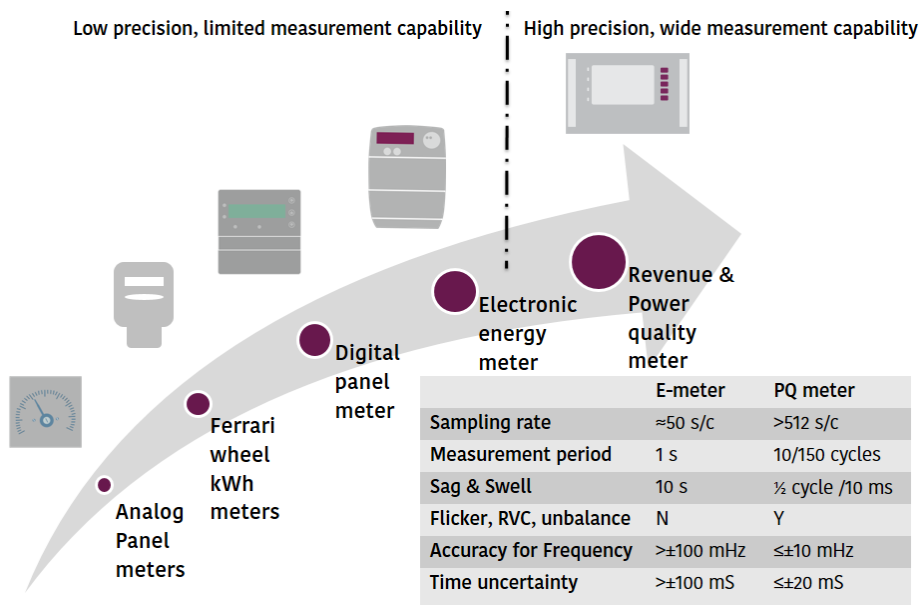 Low precision, limited measurement capability
High precision, wide measurement capability
Analog
Panel
meters
Ferrari
wheel
kWh
meters
Digital
panel
meter
Electronic
energy
meter
Revenue &
Power
quality
meter
E-meter PQ meter
Sampling rate ≈50 s/c >512 s/c
Measurement period 1 s 10/150 cycles
Sag & Swell 10 s ½ cycle /10 ms
Flicker, RVC, unbalance N Y
Accuracy for Frequency >±100 mHz ≤±10 mHz
Time uncertainty >±100 mS ≤±20 mS